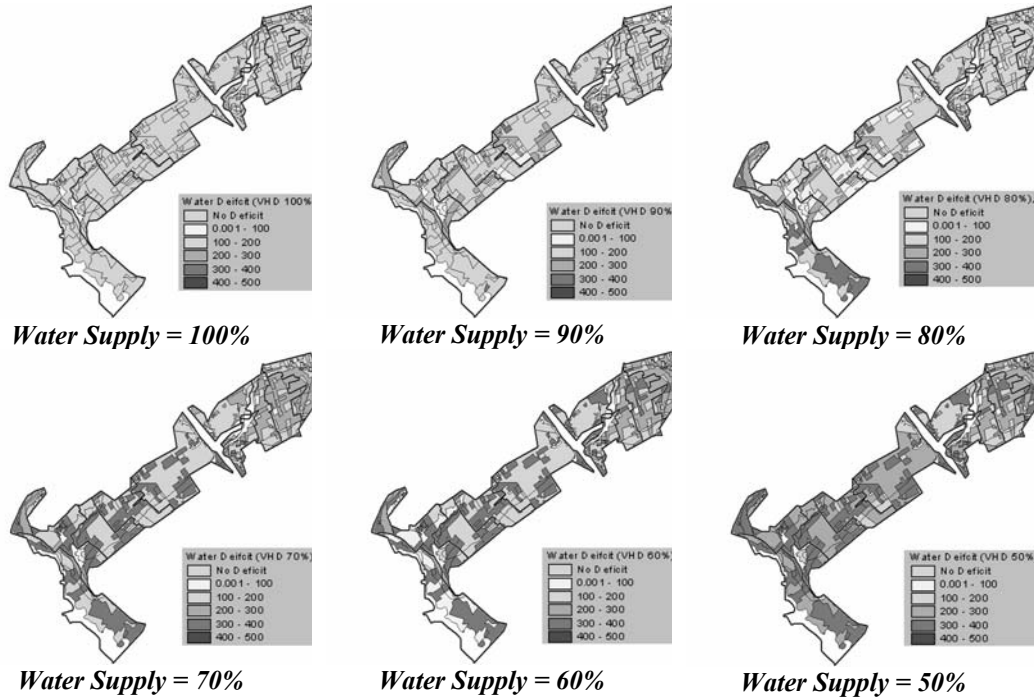 Water Deifcit (VHD 100%
No Deficit
0.001 - 100
100 - 200
200 - 300
300 - 400
400 - 500
Water Supply = 100%
Water Deifcit (VHD 90%
No Deficit
0.001 - 100
100 - 200
200 - 300
300 - 400
400 - 500
Water Supply = 90%
Water Deifcit (VHD 80%)
No Deficit
0.001 - 100
100 - 200
200 - 300
300 - 400
400 - 500
Water Supply = 80%
Water Deifcit (VHD 70%)
No Deficit
0.001 - 100
100 - 200
200 - 300
300 - 400
400 - 500
Water Supply = 70%
Water Deifcit (VHD 60%)
No Deficit
0.001 - 100
100 - 200
200 - 300
300 - 400
400 - 500
Water Supply = 60%
Water Deifcit (VHD 50%
No Deficit
0.001 - 100
100 - 200
200 - 300
300 - 400
400 - 500
Water Supply = 50%